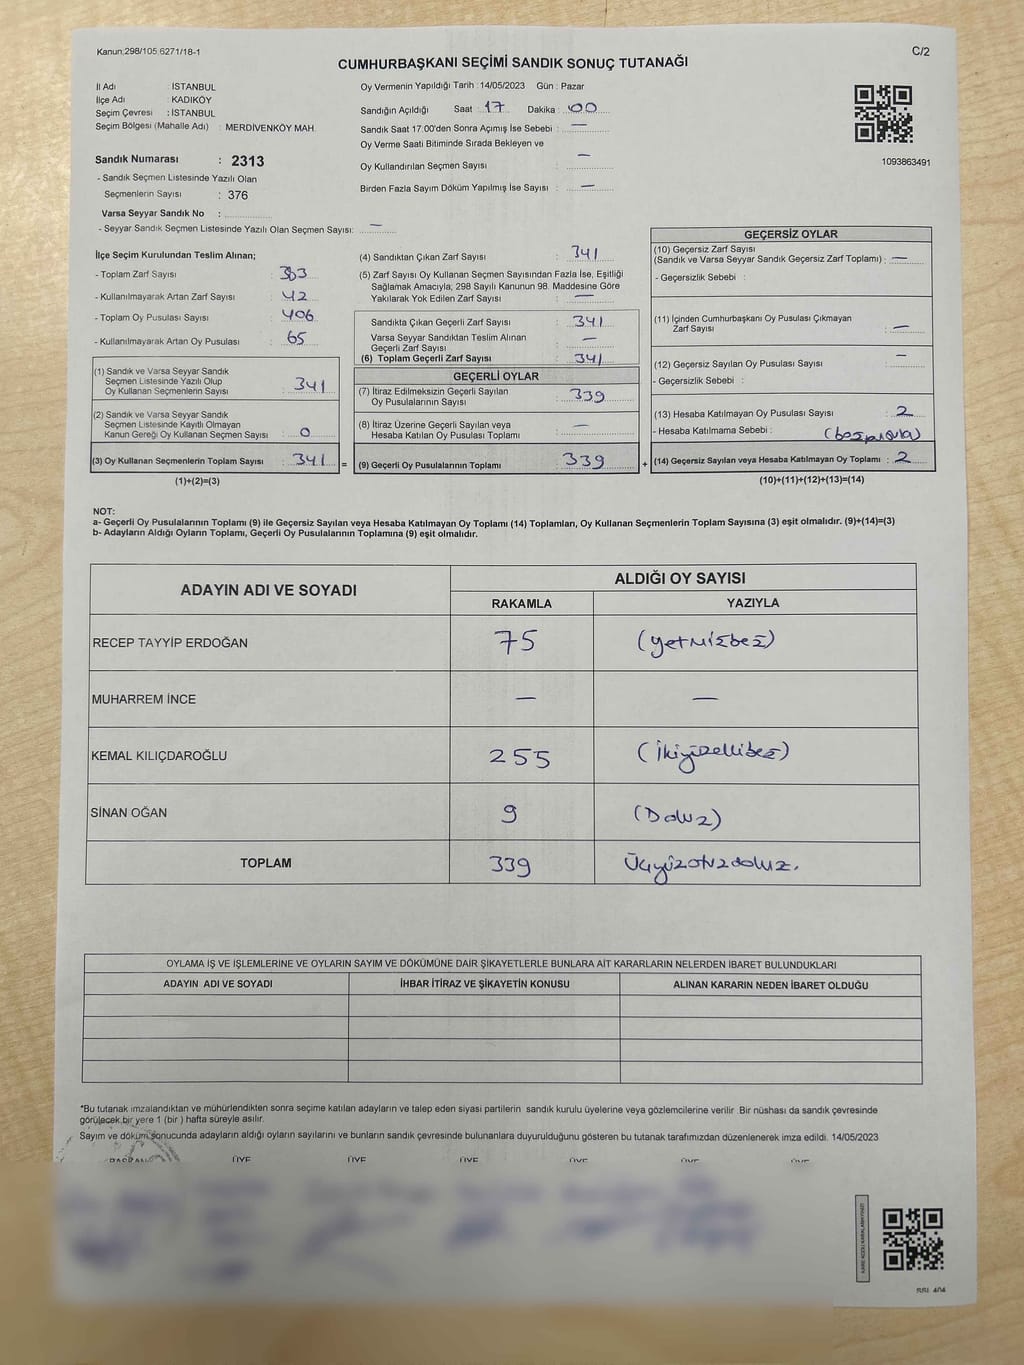 Kanun:298/105,6271/18-1
C/2
CUMHURBAŞKANI SEÇİMİ SANDIK SONUÇ TUTANAĞI
İl Adı : İSTANBUL
İlçe Adı : KADIKÖY
Seçim Çevresi : İSTANBUL
Seçim Bölgesi (Mahalle Adı) : MERDİVENKÖY MAH.
Sandık Numarası : 2313
- Sandık Seçmen Listesinde Yazılı Olan
Seçmenlerin Sayısı : 376
Varsa Seyyar Sandık No :
- Seyyar Sandık Seçmen Listesinde Yazılı Olan Seçmen Sayısı: —
Oy Vermenin Yapıldığı Tarih : 14/05/2023 Gün : Pazar
Sandığın Açıldığı Saat : 17 Dakika : 00
Sandık Saat 17.00'den Sonra Açımış İse Sebebi : —
Oy Verme Saati Bitiminde Sırada Bekleyen ve
Oy Kullandırılan Seçmen Sayısı : —
Birden Fazla Sayım Döküm Yapılmış İse Sayısı : —
1093863491
İlçe Seçim Kurulundan Teslim Alınan;
- Toplam Zarf Sayısı : 383
- Kullanılmayarak Artan Zarf Sayısı : 42
- Toplam Oy Pusulası Sayısı : 406
- Kullanılmayarak Artan Oy Pusulası : 65
(1) Sandık ve Varsa Seyyar Sandık
Seçmen Listesinde Yazılı Olup
Oy Kullanan Seçmenlerin Sayısı : 341
(2) Sandık ve Varsa Seyyar Sandık
Seçmen Listesinde Kayıtlı Olmayan
Kanun Gereği Oy Kullanan Seçmen Sayısı : 0
(3) Oy Kullanan Seçmenlerin Toplam Sayısı : 341
(1)+(2)=(3)
(4) Sandıktan Çıkan Zarf Sayısı : 341
(5) Zarf Sayısı Oy Kullanan Seçmen Sayısından Fazla İse, Eşitliği
Sağlamak Amacıyla; 298 Sayılı Kanunun 98. Maddesine Göre
Yakılarak Yok Edilen Zarf Sayısı : —
Sandıkta Çıkan Geçerli Zarf Sayısı : 341
Varsa Seyyar Sandıktan Teslim Alınan
Geçerli Zarf Sayısı : —
(6) Toplam Geçerli Zarf Sayısı : 341
GEÇERLİ OYLAR
(7) İtiraz Edilmeksizin Geçerli Sayılan
Oy Pusulalarının Sayısı : 339
(8) İtiraz Üzerine Geçerli Sayılan veya
Hesaba Katılan Oy Pusulası Toplamı : —
= (9) Geçerli Oy Pusulalarının Toplamı : 339
GEÇERSİZ OYLAR
(10) Geçersiz Zarf Sayısı
(Sandık ve Varsa Seyyar Sandık Geçersiz Zarf Toplamı) : —
- Geçersizlik Sebebi :
(11) İçinden Cumhurbaşkanı Oy Pusulası Çıkmayan
Zarf Sayısı : —
(12) Geçersiz Sayılan Oy Pusulası Sayısı : —
- Geçersizlik Sebebi :
(13) Hesaba Katılmayan Oy Pusulası Sayısı : 2
- Hesaba Katılmama Sebebi : (boş pusula)
+ (14) Geçersiz Sayılan veya Hesaba Katılmayan Oy Toplamı : 2
(10)+(11)+(12)+(13)=(14)
NOT:
a- Geçerli Oy Pusulalarının Toplamı (9) ile Geçersiz Sayılan veya Hesaba Katılmayan Oy Toplamı (14) Toplamları, Oy Kullanan Seçmenlerin Toplam Sayısına (3) eşit olmalıdır. (9)+(14)=(3)
b- Adayların Aldığı Oyların Toplamı, Geçerli Oy Pusulalarının Toplamına (9) eşit olmalıdır.
ADAYIN ADI VE SOYADI ALDIĞI OY SAYISI
RAKAMLA YAZIYLA
RECEP TAYYİP ERDOĞAN 75 (yetmişbeş)
MUHARREM İNCE — —
KEMAL KILIÇDAROĞLU 255 (ikiyüzellibeş)
SİNAN OĞAN 9 (Dokuz)
TOPLAM 339 Üçyüzotuzdokuz.
OYLAMA İŞ VE İŞLEMLERİNE VE OYLARIN SAYIM VE DÖKÜMÜNE DAİR ŞİKAYETLERLE BUNLARA AİT KARARLARIN NELERDEN İBARET BULUNDUKLARI
ADAYIN ADI VE SOYADI İHBAR İTİRAZ VE ŞİKAYETİN KONUSU ALINAN KARARIN NEDEN İBARET OLDUĞU
*Bu tutanak imzalandıktan ve mühürlendikten sonra seçime katılan adayların ve talep eden siyasi partilerin sandık kurulu üyelerine veya gözlemcilerine verilir. Bir nüshası da sandık çevresinde
görülecek bir yere 1 (bir) hafta süreyle asılır.
Sayım ve döküm sonucunda adayların aldığı oyların sayılarını ve bunların sandık çevresinde bulunanlara duyurulduğunu gösteren bu tutanak tarafımızdan düzenlenerek imza edildi. 14/05/2023
BAŞKAN ÜYE ÜYE ÜYE ÜYE ÜYE ÜYE